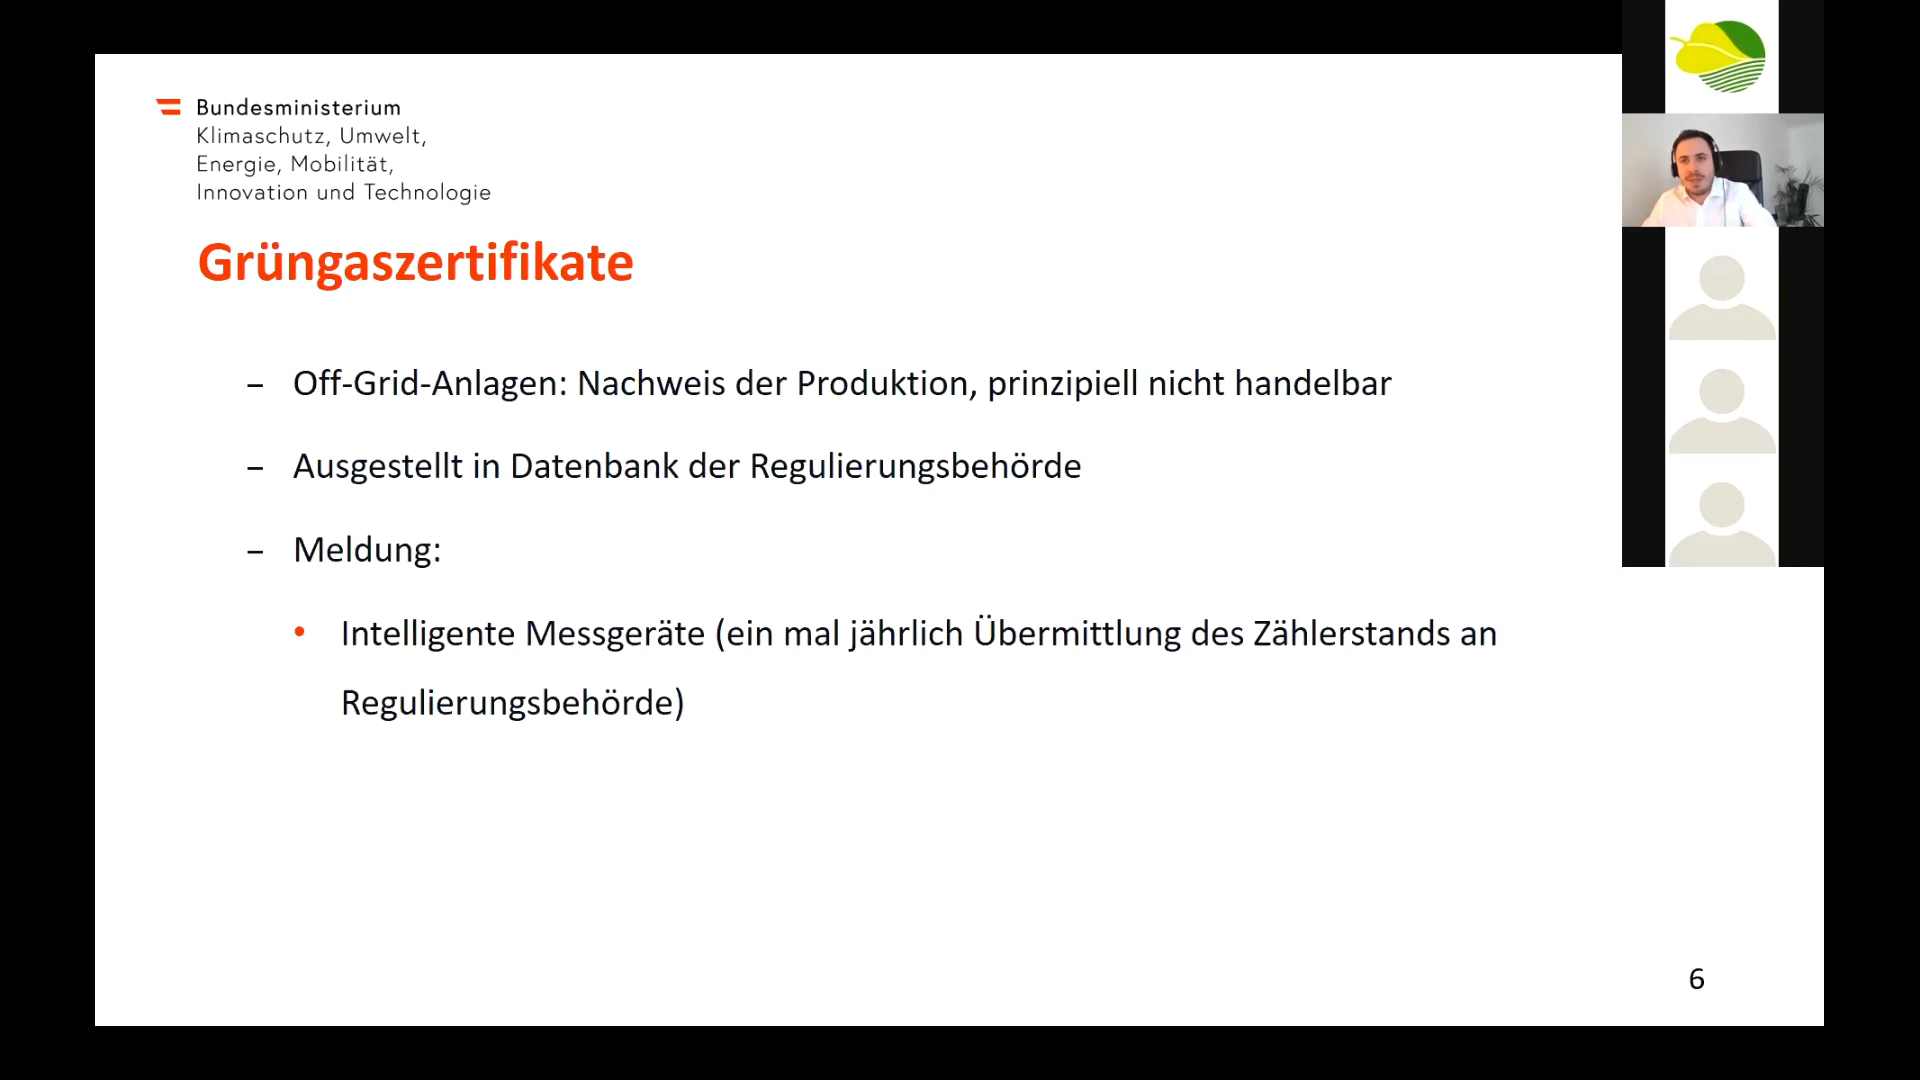 Bundesministerium
Klimaschutz, Umwelt,
Energie, Mobilität,
Innovation und Technologie
Grüngaszertifikate
– Off-Grid-Anlagen: Nachweis der Produktion, prinzipiell nicht handelbar
– Ausgestellt in Datenbank der Regulierungsbehörde
– Meldung:
• Intelligente Messgeräte (ein mal jährlich Übermittlung des Zählerstands an
Regulierungsbehörde)
6